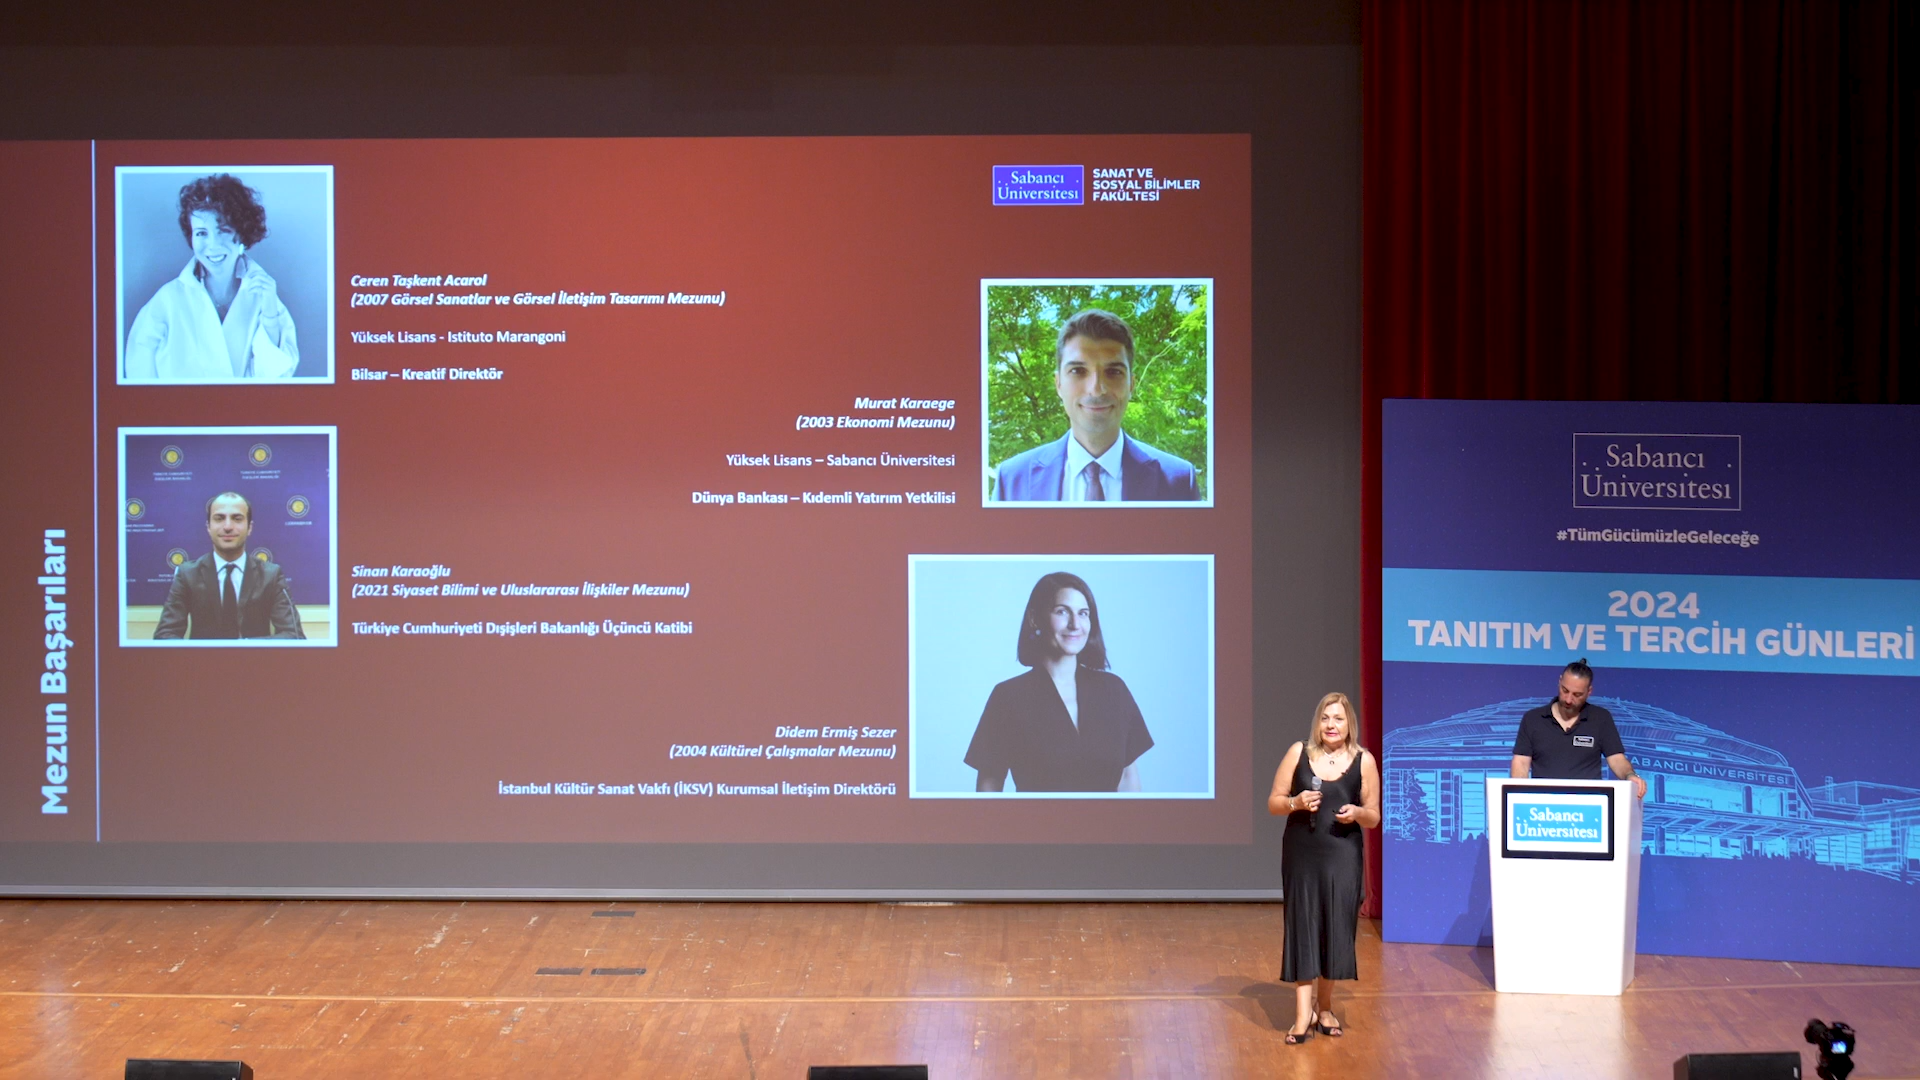 Mezun Başarıları
Sabancı
Üniversitesi
SANAT VE
SOSYAL BİLİMLER
FAKÜLTESİ
Ceren Taşkent Acarol
(2007 Görsel Sanatlar ve Görsel İletişim Tasarımı Mezunu)
Yüksek Lisans - Istituto Marangoni
Bilsar – Kreatif Direktör
Murat Karaege
(2003 Ekonomi Mezunu)
Yüksek Lisans – Sabancı Üniversitesi
Dünya Bankası – Kıdemli Yatırım Yetkilisi
Sinan Karaoğlu
(2021 Siyaset Bilimi ve Uluslararası İlişkiler Mezunu)
Türkiye Cumhuriyeti Dışişleri Bakanlığı Üçüncü Katibi
Didem Ermiş Sezer
(2004 Kültürel Çalışmalar Mezunu)
İstanbul Kültür Sanat Vakfı (İKSV) Kurumsal İletişim Direktörü
Sabancı
Üniversitesi
#TümGücümüzleGeleceğe
2024
TANITIM VE TERCİH GÜNLERİ
SABANCI ÜNİVERSİTESİ
Sabancı
Üniversitesi